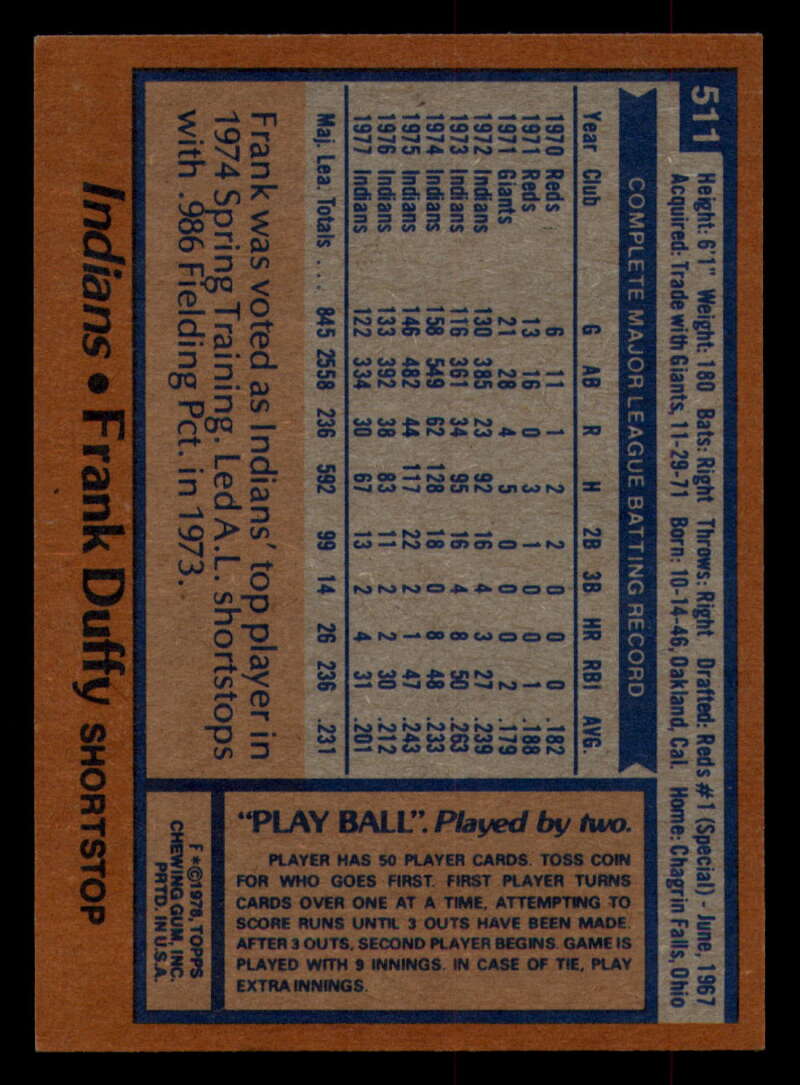 511
Height: 6'1" Weight: 180 Bats: Right Throws: Right Drafted: Reds #1 (Special) - June, 1967
Acquired: Trade with Giants, 11-29-71 Born: 10-14-46, Oakland, Cal. Home: Chagrin Falls, Ohio
COMPLETE MAJOR LEAGUE BATTING RECORD
Year Club G AB R H 2B 3B HR RBI AVG.
1970 Reds 6 11 1 2 2 0 0 0 .182
1971 Reds 13 16 0 3 1 0 0 1 .188
1971 Giants 21 28 4 5 0 0 0 2 .179
1972 Indians 130 385 23 92 16 4 3 27 .239
1973 Indians 116 361 34 95 16 4 8 50 .263
1974 Indians 158 549 62 128 18 0 8 48 .233
1975 Indians 146 482 44 117 22 2 1 47 .243
1976 Indians 133 392 38 83 11 2 2 30 .212
1977 Indians 122 334 30 67 13 2 4 31 .201
Maj. Lea. Totals .... 845 2558 236 592 99 14 26 236 .231
Frank was voted as Indians' top player in
1974 Spring Training. Led A.L. shortstops
with .986 Fielding Pct. in 1973.
"PLAY BALL". Played by two.
PLAYER HAS 50 PLAYER CARDS. TOSS COIN
FOR WHO GOES FIRST. FIRST PLAYER TURNS
CARDS OVER ONE AT A TIME, ATTEMPTING TO
SCORE RUNS UNTIL 3 OUTS HAVE BEEN MADE.
AFTER 3 OUTS, SECOND PLAYER BEGINS. GAME IS
PLAYED WITH 9 INNINGS. IN CASE OF TIE, PLAY
EXTRA INNINGS.
F*©1978, TOPPS
CHEWING GUM, INC.
PRTD. IN U.S.A.
Indians • Frank Duffy SHORTSTOP